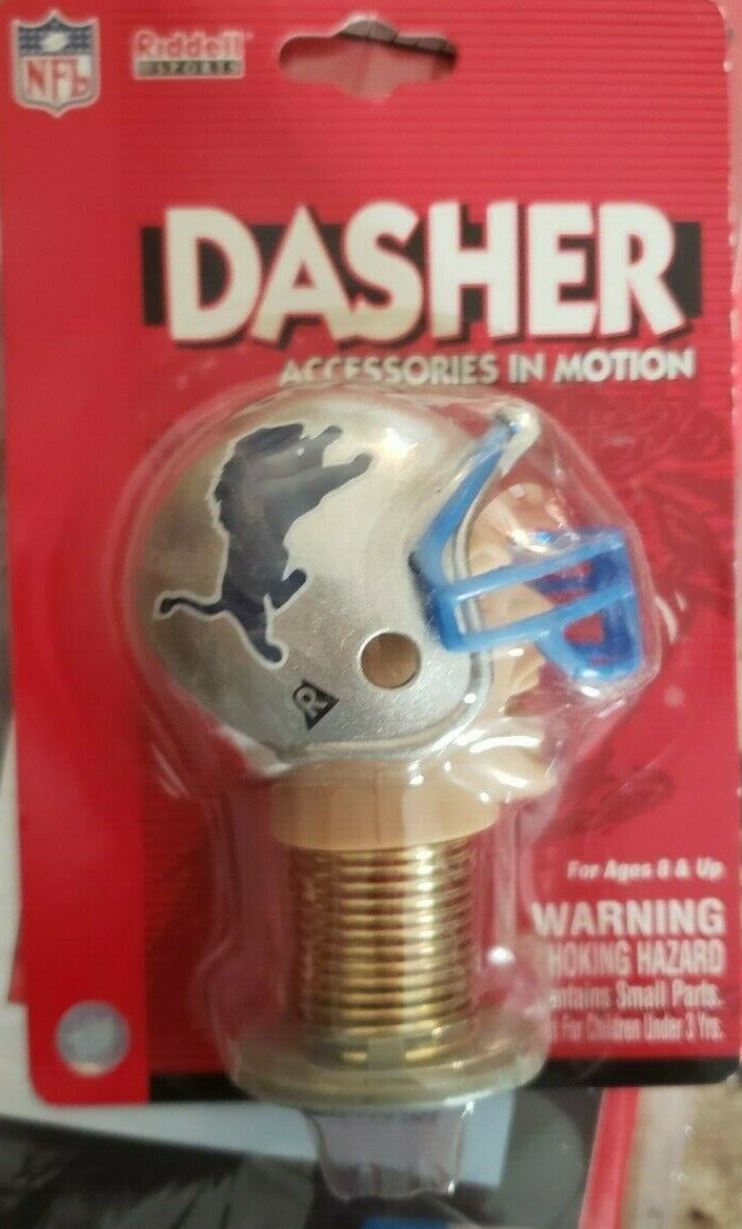 NFL
Riddell
SPORTS
DASHER
ACCESSORIES IN MOTION
R
For Ages 8 & Up
WARNING
HOKING HAZARD
ntains Small Parts.
For Children Under 3 Yrs.